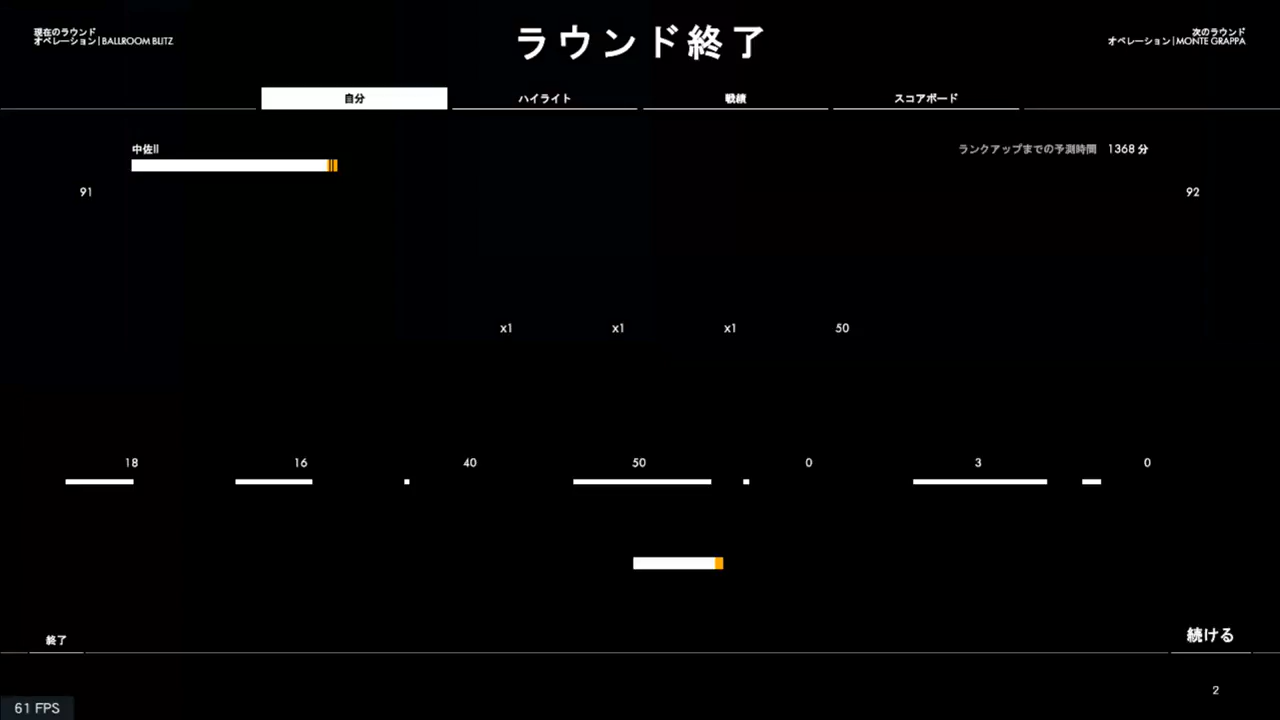 現在のラウンド
オペレーション | BALLROOM BLITZ
ラウンド終了
次のラウンド
オペレーション | MONTE GRAPPA
自分
ハイライト
戦績
スコアボード
中佐II
ランクアップまでの予測時間 1368 分
91
92
x1
x1
x1
50
18
16
40
50
0
3
0
終了
続ける
2
61 FPS